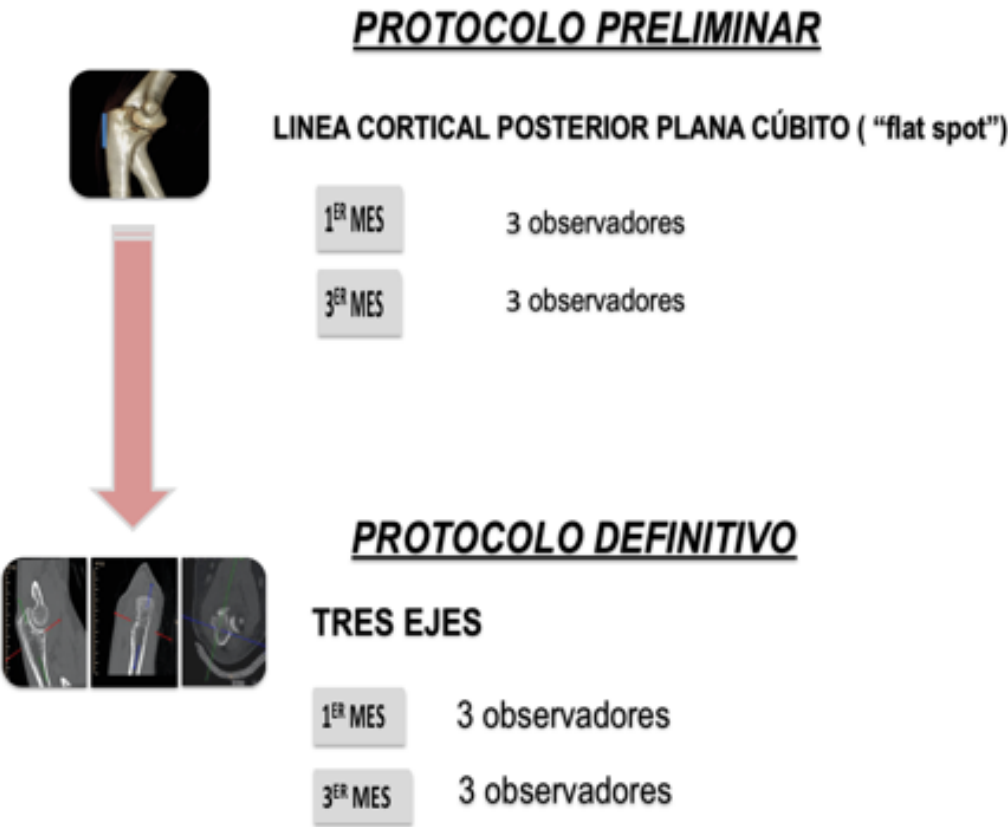 PROTOCOLO PRELIMINAR
LINEA CORTICAL POSTERIOR PLANA CÚBITO ( “flat spot”)
1ER MES 3 observadores
3ER MES 3 observadores
PROTOCOLO DEFINITIVO
TRES EJES
1ER MES 3 observadores
3ER MES 3 observadores